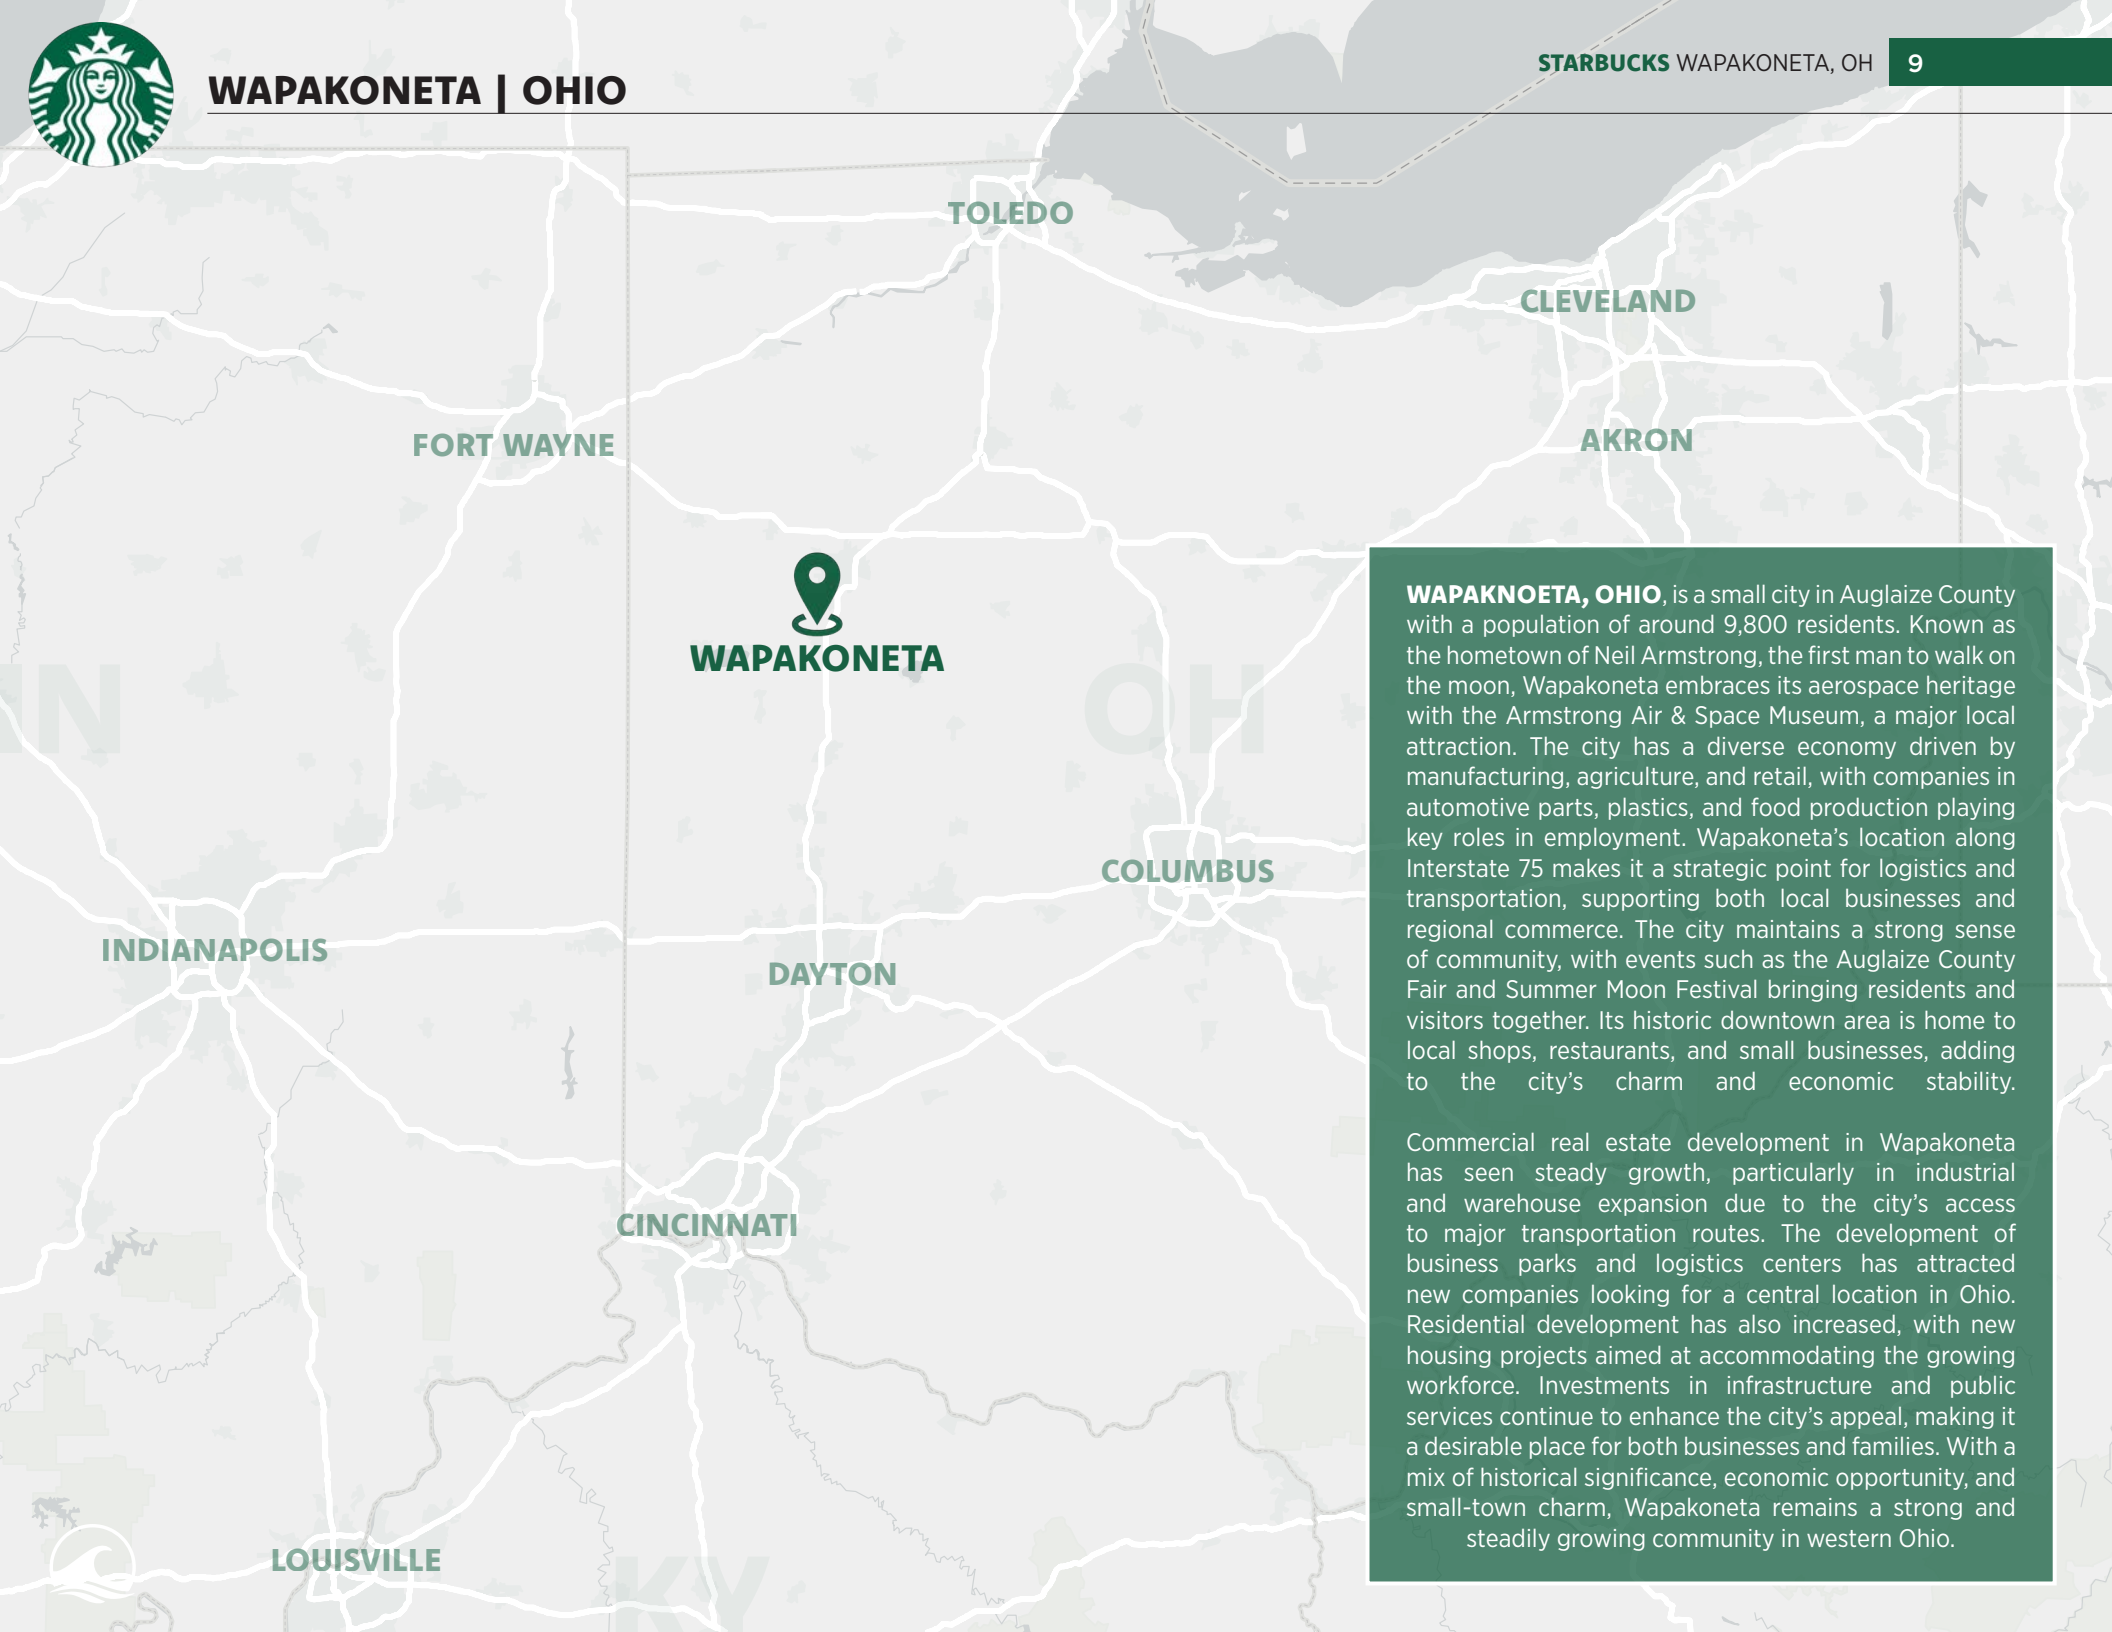 WAPAKONETA | OHIO
STARBUCKS WAPAKONETA, OH 9
TOLEDO
CLEVELAND
FORT WAYNE
AKRON
WAPAKONETA
IN
OH
COLUMBUS
INDIANAPOLIS
DAYTON
CINCINNATI
LOUISVILLE
KY
WAPAKNOETA, OHIO, is a small city in Auglaize County
with a population of around 9,800 residents. Known as
the hometown of Neil Armstrong, the first man to walk on
the moon, Wapakoneta embraces its aerospace heritage
with the Armstrong Air & Space Museum, a major local
attraction. The city has a diverse economy driven by
manufacturing, agriculture, and retail, with companies in
automotive parts, plastics, and food production playing
key roles in employment. Wapakoneta’s location along
Interstate 75 makes it a strategic point for logistics and
transportation, supporting both local businesses and
regional commerce. The city maintains a strong sense
of community, with events such as the Auglaize County
Fair and Summer Moon Festival bringing residents and
visitors together. Its historic downtown area is home to
local shops, restaurants, and small businesses, adding
to the city’s charm and economic stability.
Commercial real estate development in Wapakoneta
has seen steady growth, particularly in industrial
and warehouse expansion due to the city’s access
to major transportation routes. The development of
business parks and logistics centers has attracted
new companies looking for a central location in Ohio.
Residential development has also increased, with new
housing projects aimed at accommodating the growing
workforce. Investments in infrastructure and public
services continue to enhance the city’s appeal, making it
a desirable place for both businesses and families. With a
mix of historical significance, economic opportunity, and
small-town charm, Wapakoneta remains a strong and
steadily growing community in western Ohio.